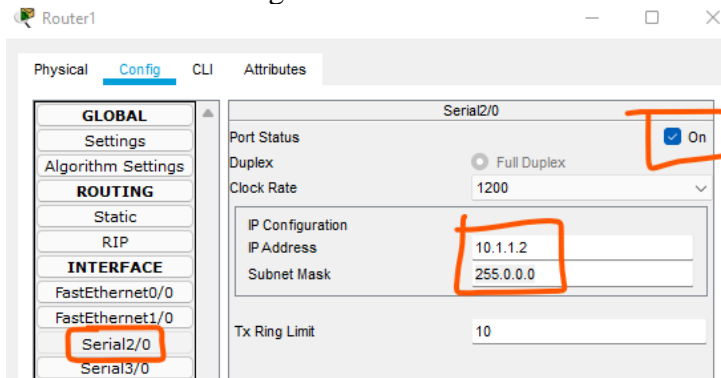 Router1
Physical Config CLI Attributes
GLOBAL
Settings
Algorithm Settings
ROUTING
Static
RIP
INTERFACE
FastEthernet0/0
FastEthernet1/0
Serial2/0
Serial3/0
Serial2/0
Port Status On
Duplex Full Duplex
Clock Rate 1200
IP Configuration
IP Address 10.1.1.2
Subnet Mask 255.0.0.0
Tx Ring Limit 10